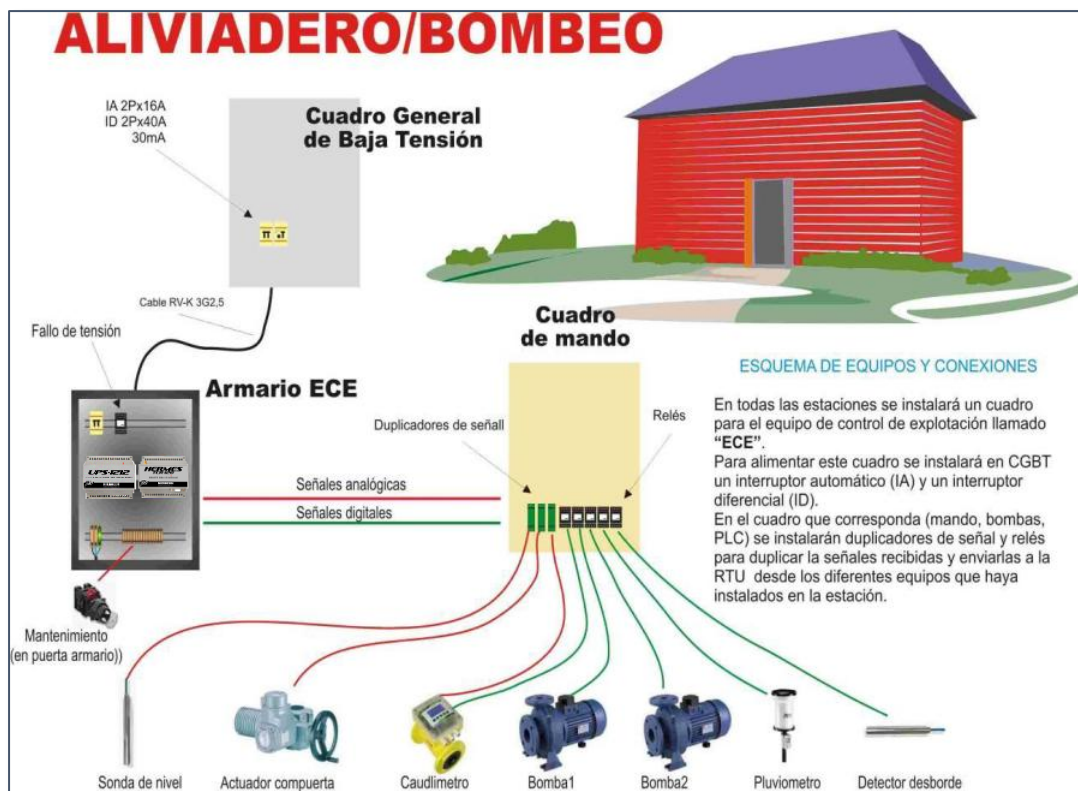 ALIVIADERO/BOMBEO
IA 2Px16A
ID 2Px40A
30mA
Cuadro General
de Baja Tensión
Cable RV-K 3G2,5
Fallo de tensión
Armario ECE
UPS-1212
HERMES
Señales analógicas
Señales digitales
Mantenimiento
(en puerta armario))
Cuadro
de mando
Duplicadores de señall
Relés
ESQUEMA DE EQUIPOS Y CONEXIONES
En todas las estaciones se instalará un cuadro
para el equipo de control de explotación llamado
“ECE”.
Para alimentar este cuadro se instalará en CGBT
un interruptor automático (IA) y un interruptor
diferencial (ID).
En el cuadro que corresponda (mando, bombas,
PLC) se instalarán duplicadores de señal y relés
para duplicar la señales recibidas y enviarlas a la
RTU desde los diferentes equipos que haya
instalados en la estación.
Sonda de nivel
Actuador compuerta
Caudlimetro
Bomba1
Bomba2
Pluviometro
Detector desborde